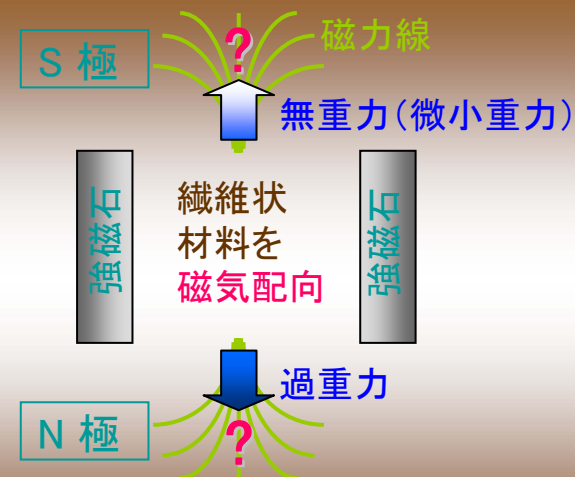 ?
磁力線
S 極
無重力(微小重力)
強磁石
繊維状
材料を
磁気配向
強磁石
過重力
N 極
?